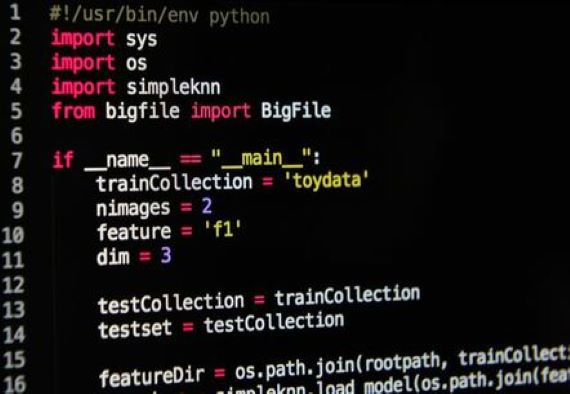 1 #!/usr/bin/env python
2 import sys
3 import os
4 import simpleknn
5 from bigfile import BigFile
6
7 if __name__ == "__main__":
8 trainCollection = 'toydata'
9 nimages = 2
10 feature = 'f1'
11 dim = 3
12
13 testCollection = trainCollection
14 testset = testCollection
15
16 featureDir = os.path.join(rootpath, trainCollect
simpleknn.load_model(os.path.join(fea